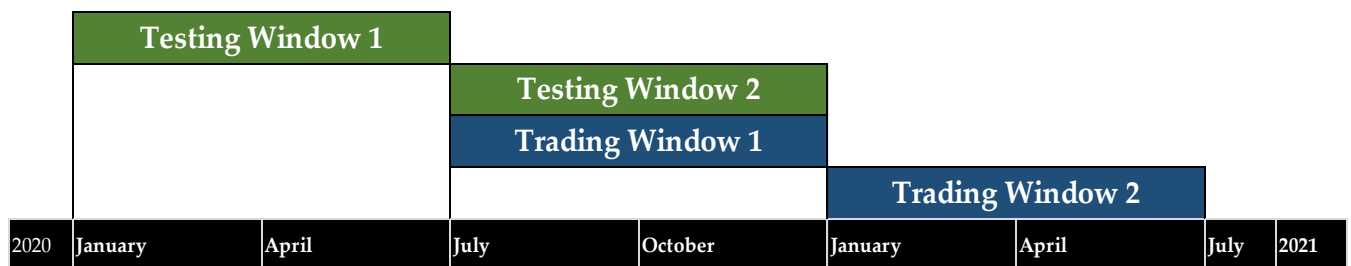 Testing Window 1
Testing Window 2
Trading Window 1
Trading Window 2
2020 January April July October January April July 2021